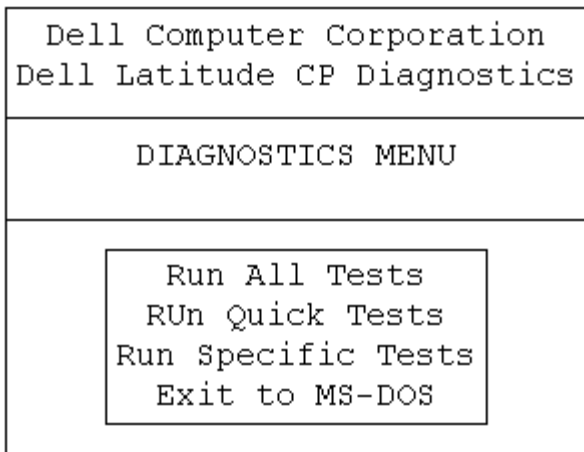 Dell Computer Corporation
Dell Latitude CP Diagnostics
DIAGNOSTICS MENU
Run All Tests
RUn Quick Tests
Run Specific Tests
Exit to MS-DOS